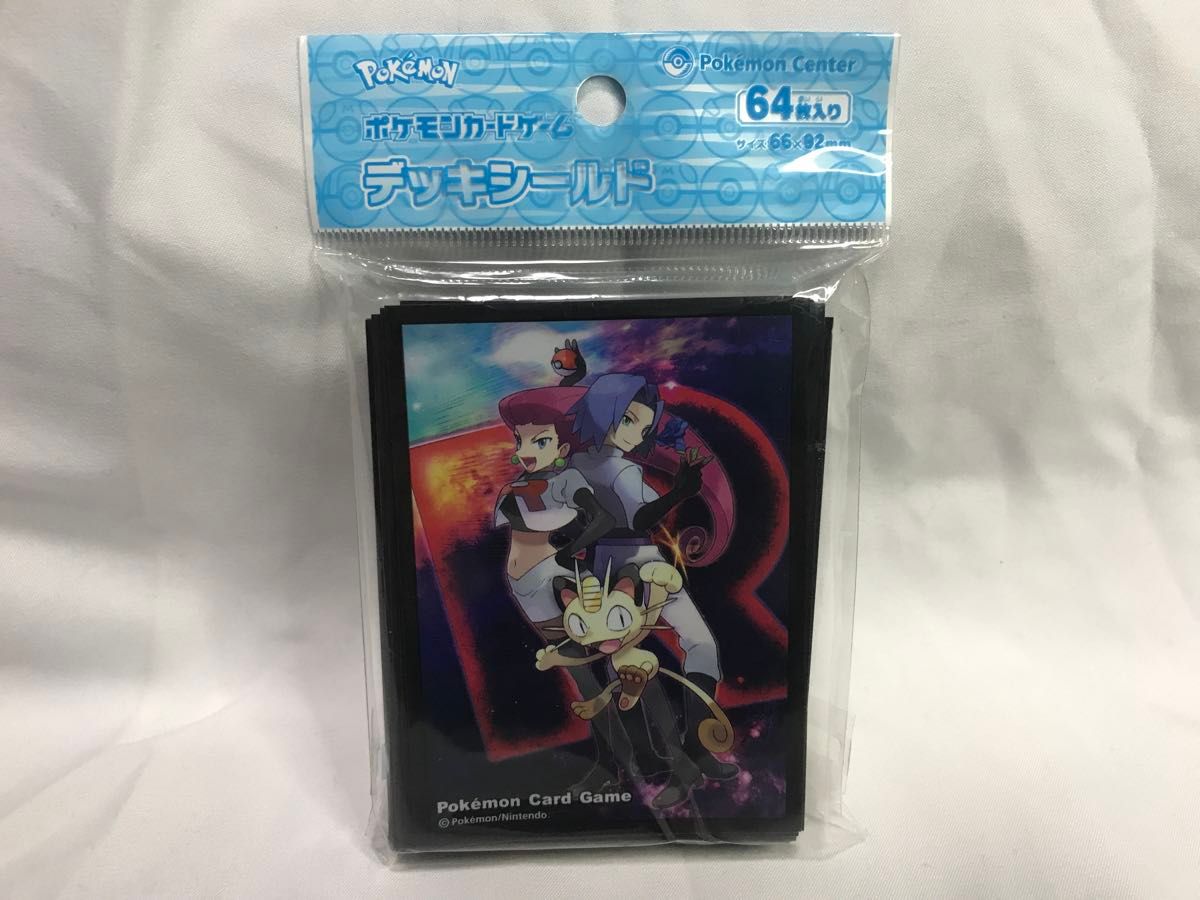 POKéMON
Pokémon Center
ポケモンカードゲーム
64枚入り
サイズ:66×92mm
デッキシールド
R
R
Pokémon Card Game
©Pokémon/Nintendo.